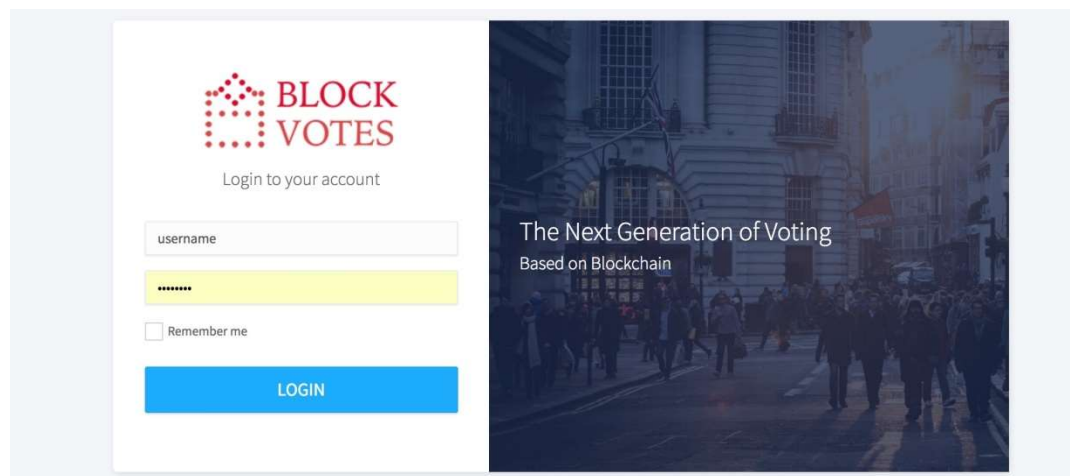 BLOCK
VOTES
Login to your account
username
••••••••
Remember me
LOGIN
The Next Generation of Voting
Based on Blockchain